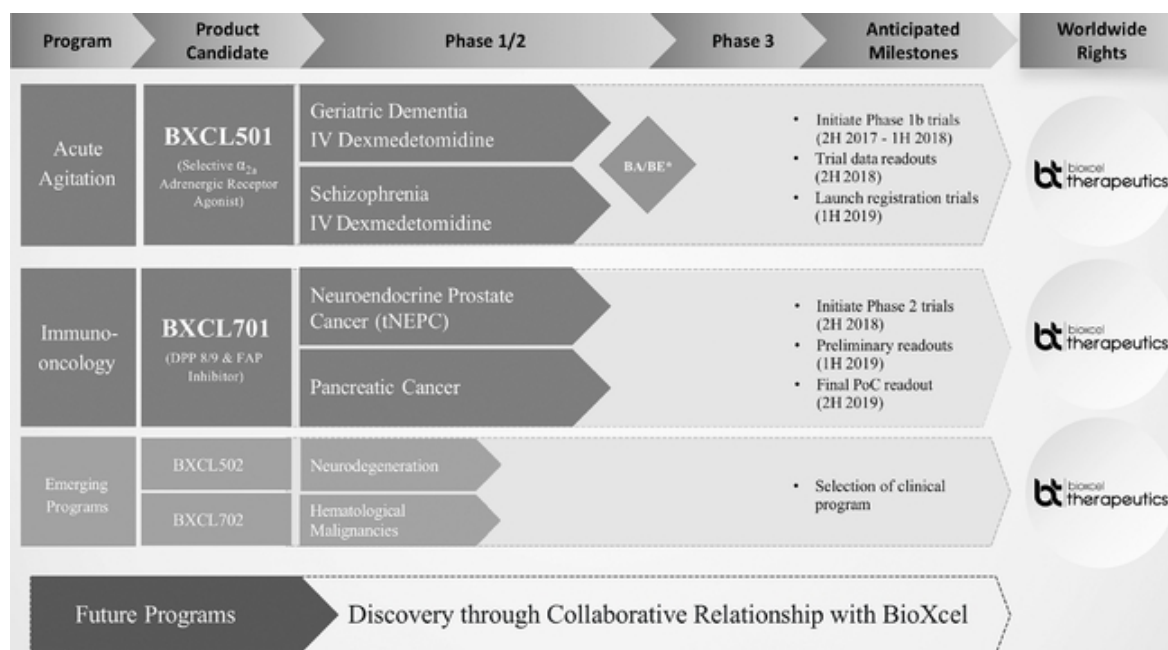 Program
Product
Candidate
Phase 1/2
Phase 3
Anticipated
Milestones
Worldwide
Rights
Acute
Agitation
BXCL501
(Selective α2a
Adrenergic Receptor
Agonist)
Geriatric Dementia
IV Dexmedetomidine
Schizophrenia
IV Dexmedetomidine
BA/BE*
• Initiate Phase 1b trials
(2H 2017 - 1H 2018)
• Trial data readouts
(2H 2018)
• Launch registration trials
(1H 2019)
bt bioxcel
therapeutics
Immuno-
oncology
BXCL701
(DPP 8/9 & FAP
Inhibitor)
Neuroendocrine Prostate
Cancer (tNEPC)
Pancreatic Cancer
• Initiate Phase 2 trials
(2H 2018)
• Preliminary readouts
(1H 2019)
• Final PoC readout
(2H 2019)
bt bioxcel
therapeutics
Emerging
Programs
BXCL502
Neurodegeneration
BXCL702
Hematological
Malignancies
• Selection of clinical
program
bt bioxcel
therapeutics
Future Programs
Discovery through Collaborative Relationship with BioXcel